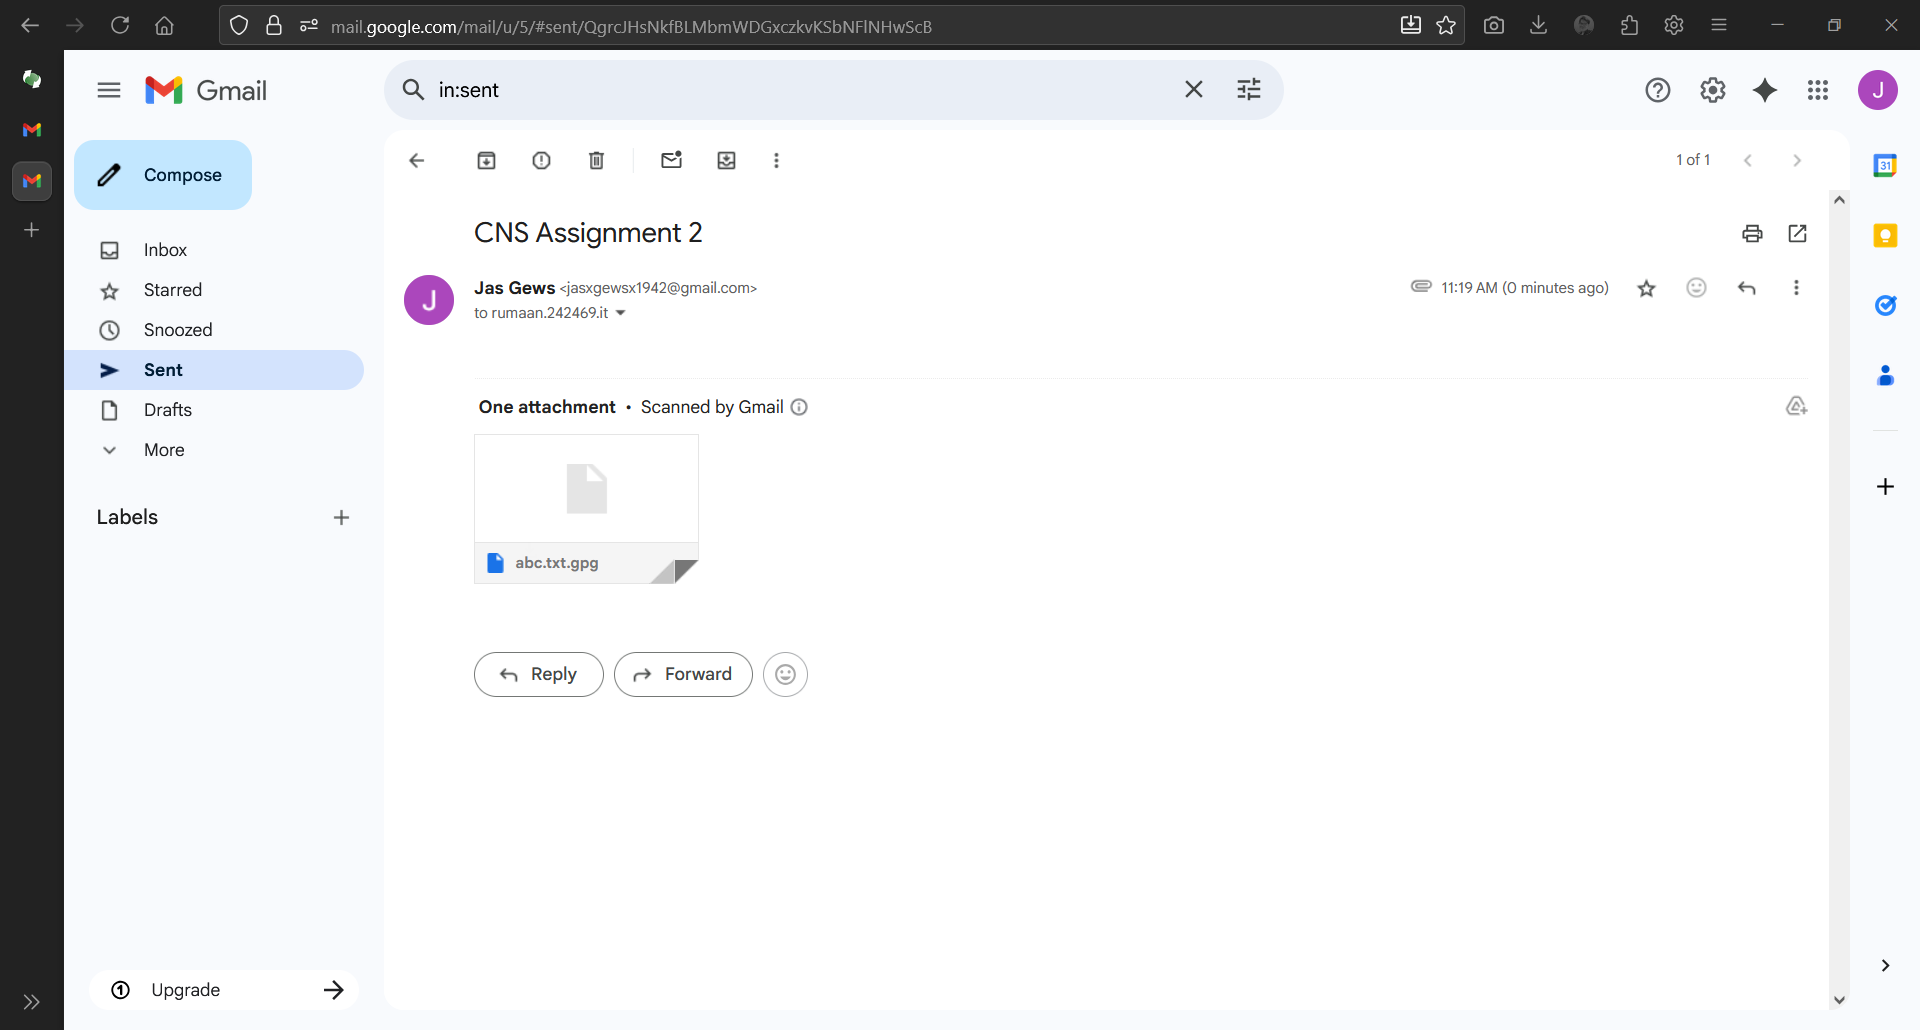 mail.google.com/mail/u/5/#sent/QgrcJHsNkfBLMbmWDGxczkvKSbNFlNHwScB
Gmail
in:sent
J
Compose
1 of 1
31
Inbox
CNS Assignment 2
Starred
J
Jas Gews <jasxgewsx1942@gmail.com>
11:19 AM (0 minutes ago)
to rumaan.242469.it
Snoozed
Sent
Drafts
One attachment • Scanned by Gmail
More
Labels
abc.txt.gpg
Reply
Forward
1 Upgrade